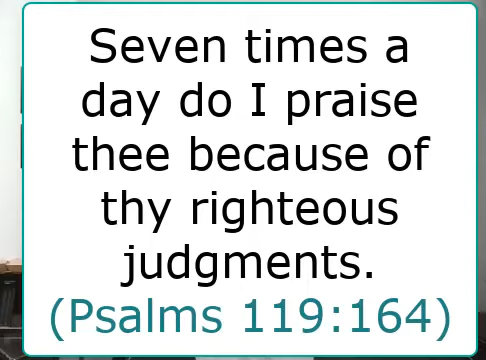 Seven times a
day do I praise
thee because of
thy righteous
judgments.
(Psalms 119:164)